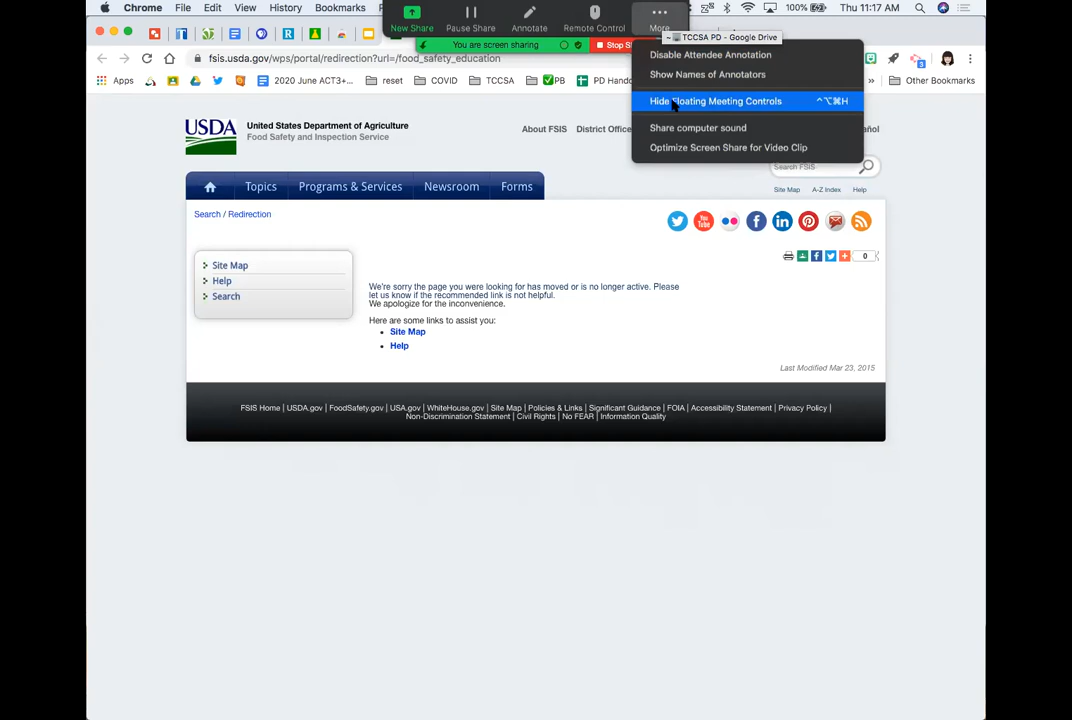 Chrome File Edit View History Bookmarks
100% Thu 11:17 AM
New Share Pause Share Annotate Remote Control More
~ TCCSA PD - Google Drive
You are screen sharing
Disable Attendee Annotation
Show Names of Annotators
Hide Floating Meeting Controls ^⌥⌘H
Share computer sound
Optimize Screen Share for Video Clip
fsis.usda.gov/wps/portal/redirection?url=/food_safety_education
3
Apps 2020 June ACT3+... reset COVID TCCSA PB PD Hando » Other Bookmarks
USDA
United States Department of Agriculture
Food Safety and Inspection Service
About FSIS District Office
Search FSIS
Site Map A-Z Index Help
Topics Programs & Services Newsroom Forms
Search / Redirection
You Tube
0
Site Map
Help
Search
We're sorry the page you were looking for has moved or is no longer active. Please
let us know if the recommended link is not helpful.
We apologize for the inconvenience.
Here are some links to assist you:
• Site Map
• Help
Last Modified Mar 23, 2015
FSIS Home | USDA.gov | FoodSafety.gov | USA.gov | WhiteHouse.gov | Site Map | Policies & Links | Significant Guidance | FOIA | Accessibility Statement | Privacy Policy |
Non-Discrimination Statement | Civil Rights | No FEAR | Information Quality